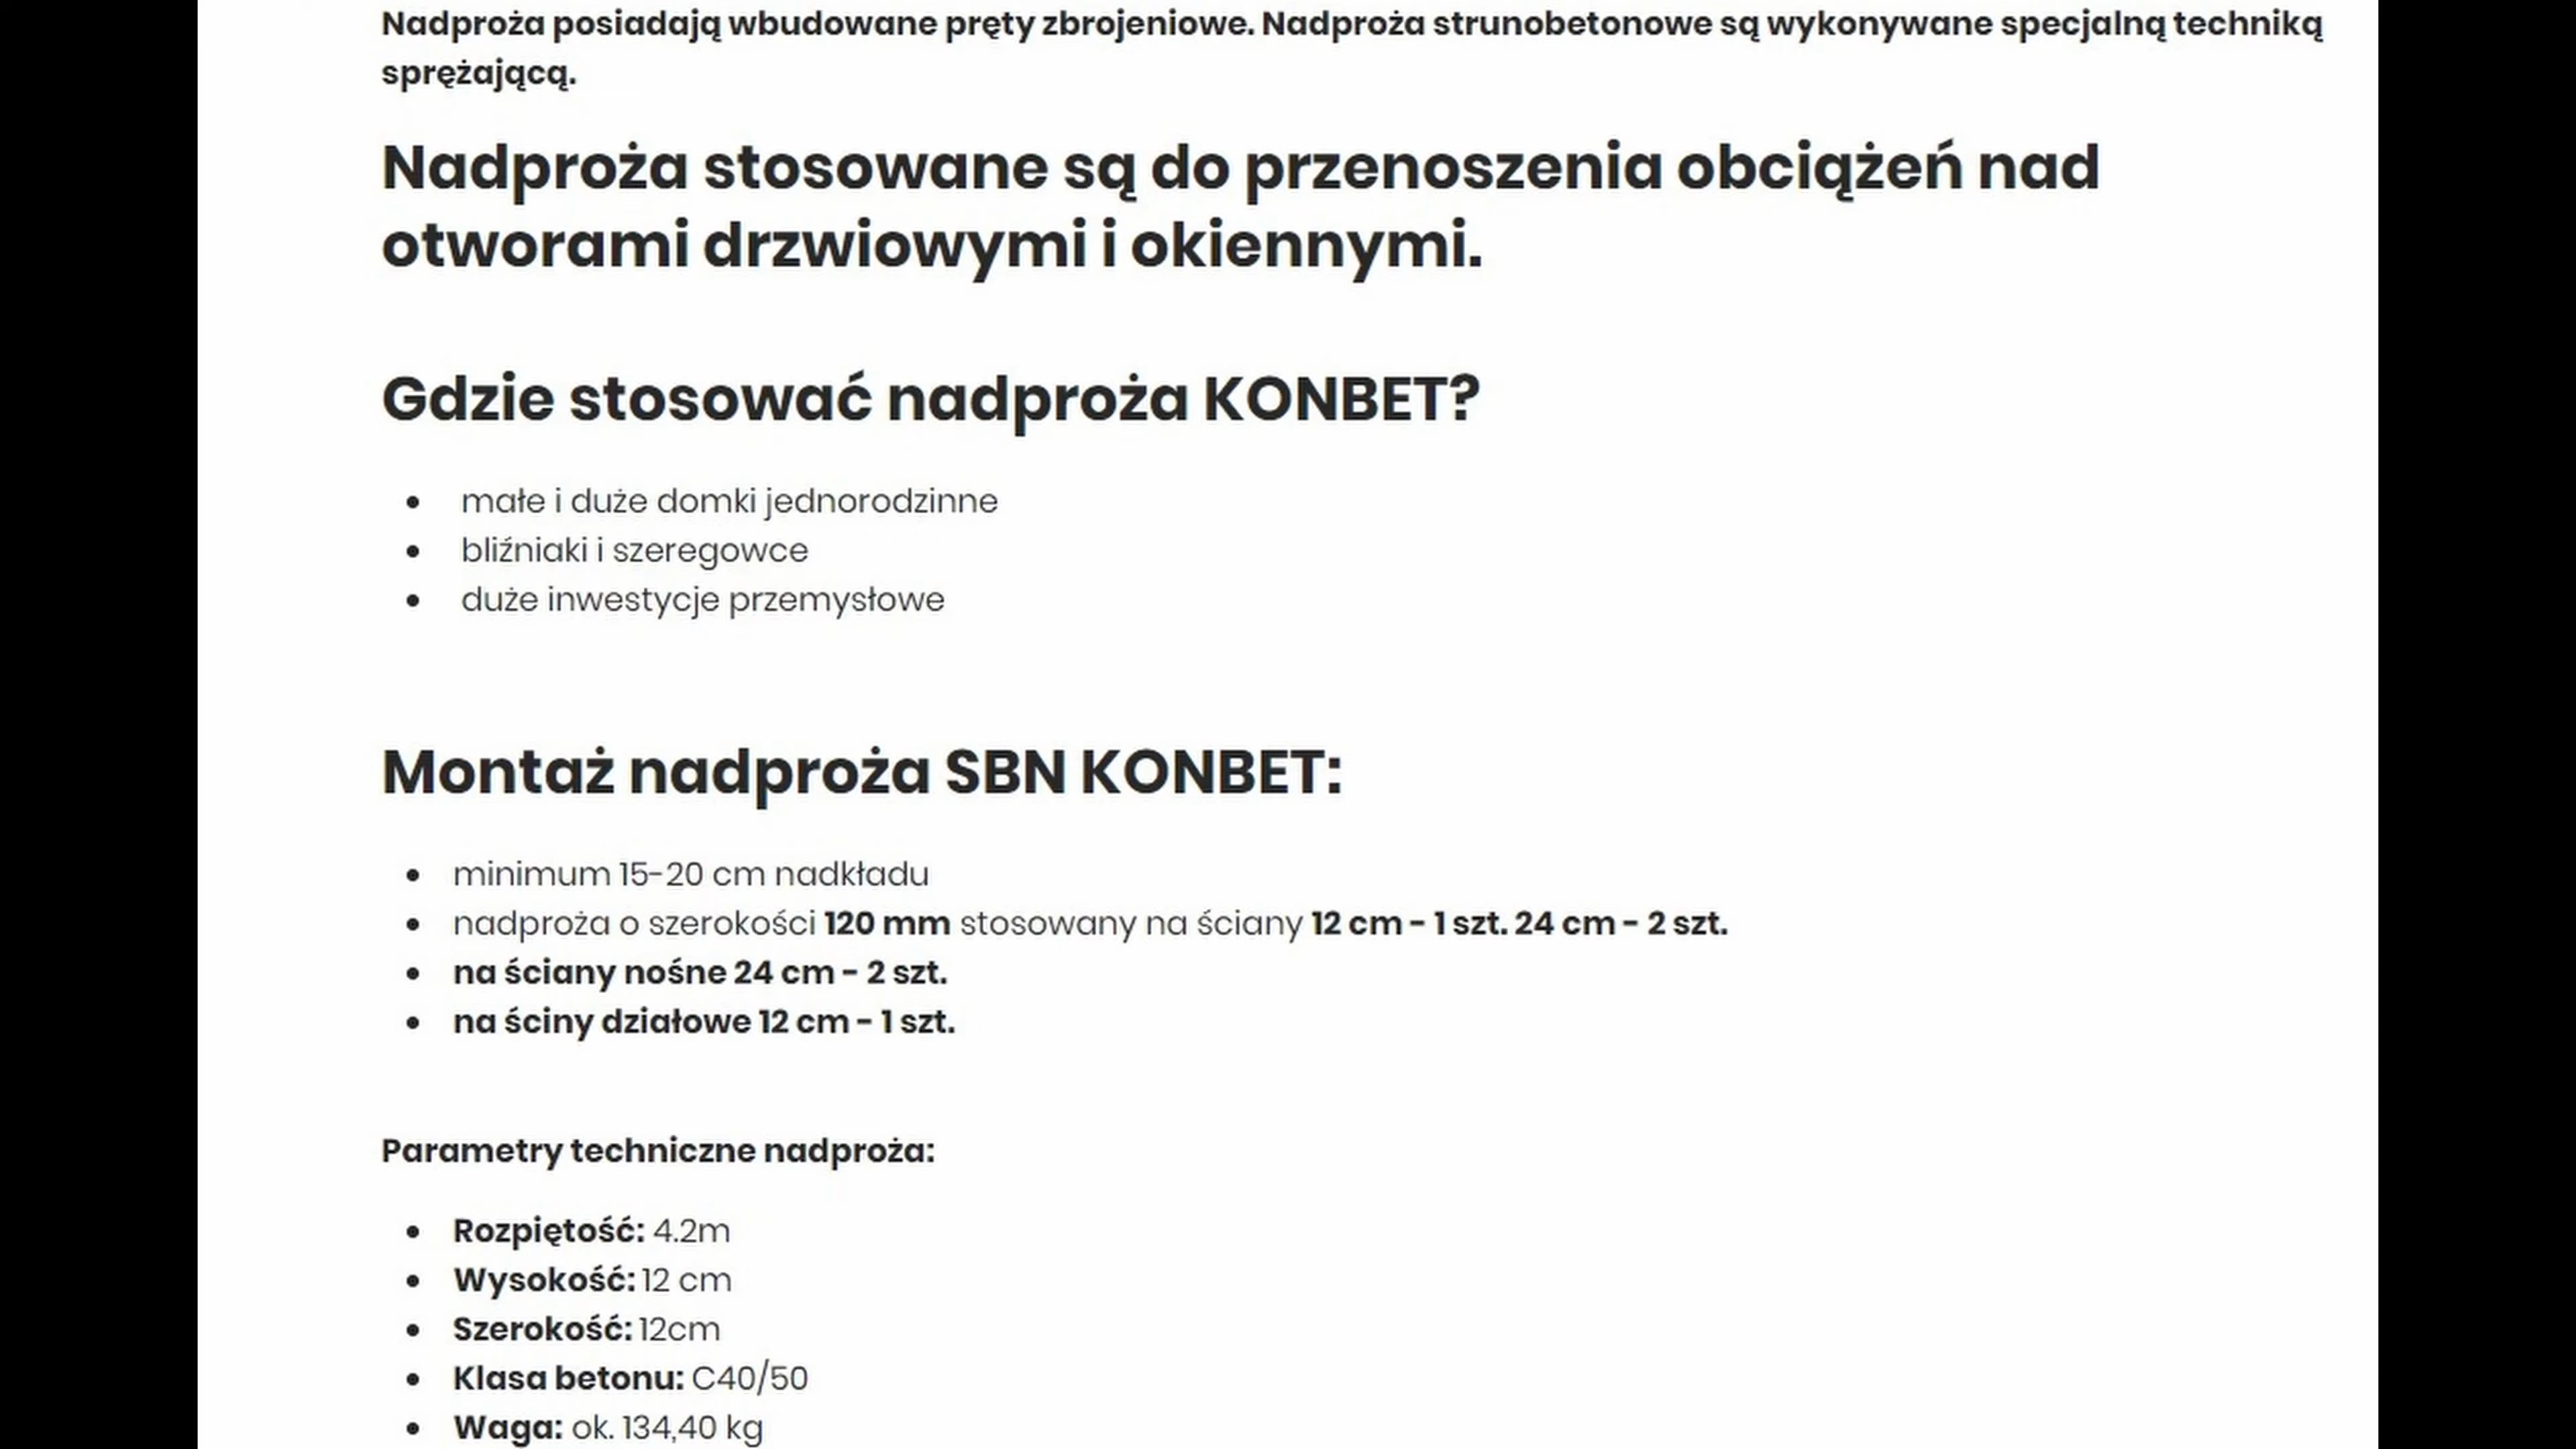 Nadproża posiadają wbudowane pręty zbrojeniowe. Nadproża strunobetonowe są wykonywane specjalną techniką
sprężającą.
Nadproża stosowane są do przenoszenia obciążeń nad
otworami drzwiowymi i okiennymi.
Gdzie stosować nadproża KONBET?
• małe i duże domki jednorodzinne
• bliźniaki i szeregowce
• duże inwestycje przemysłowe
Montaż nadproża SBN KONBET:
• minimum 15-20 cm nadkładu
• nadproża o szerokości 120 mm stosowany na ściany 12 cm - 1 szt. 24 cm - 2 szt.
• na ściany nośne 24 cm - 2 szt.
• na ściny działowe 12 cm - 1 szt.
Parametry techniczne nadproża:
• Rozpiętość: 4.2m
• Wysokość: 12 cm
• Szerokość: 12cm
• Klasa betonu: C40/50
• Waga: ok. 134,40 kg